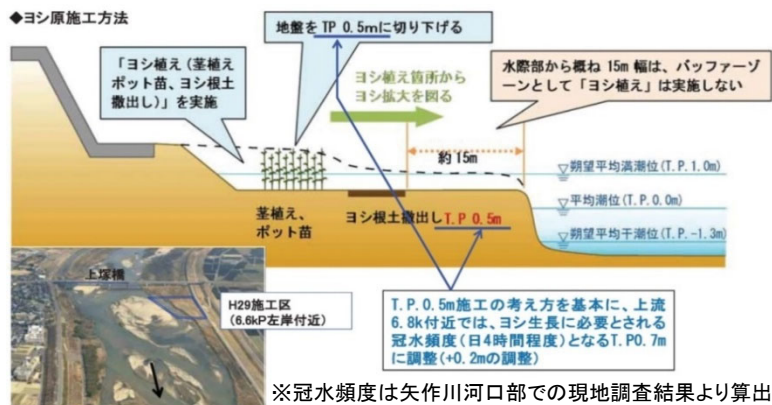 ◆ヨシ原施工方法
地盤を TP 0.5mに切り下げる
「ヨシ植え（茎植え
ポット苗、ヨシ根土
撒出し）」を実施
ヨシ植え箇所から
ヨシ拡大を図る
水際部から概ね 15m 幅は、バッファーゾ
ーンとして「ヨシ植え」は実施しない
約15m
朔望平均満潮位(T.P.1.0m)
平均潮位(T.P.0.0m)
朔望平均干潮位(T.P.-1.3m)
茎植え、
ポット苗
ヨシ根土撒出し
T.P 0.5m
上塚橋
H29施工区
(6.6kP左岸付近)
T.P.0.5m施工の考え方を基本に、上流
6.8k付近では、ヨシ生長に必要とされる
冠水頻度(日4時間程度)となるT.P0.7m
に調整(+0.2mの調整)
※冠水頻度は矢作川河口部での現地調査結果より算出